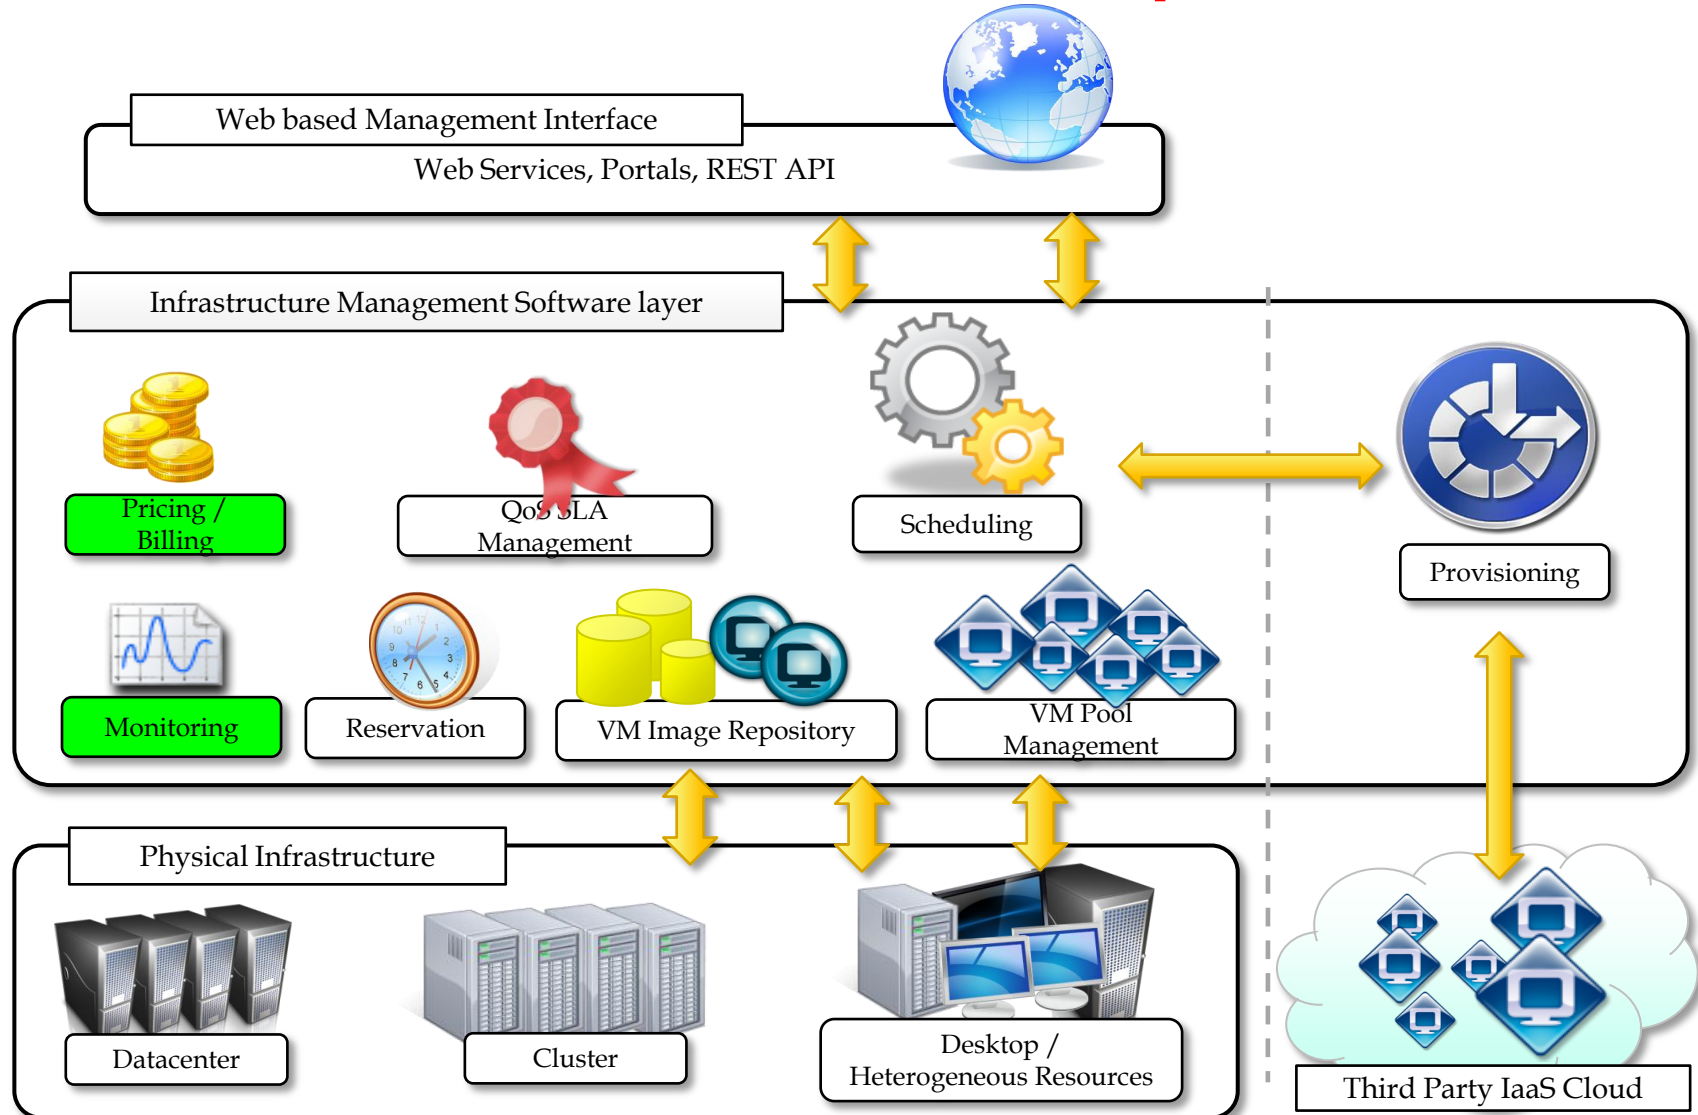 Web based Management Interface
Web Services, Portals, REST API
Infrastructure Management Software layer
Pricing /
Billing
QoS SLA
Management
Scheduling
Provisioning
Monitoring
Reservation
VM Image Repository
VM Pool
Management
Physical Infrastructure
Datacenter
Cluster
Desktop /
Heterogeneous Resources
Third Party IaaS Cloud